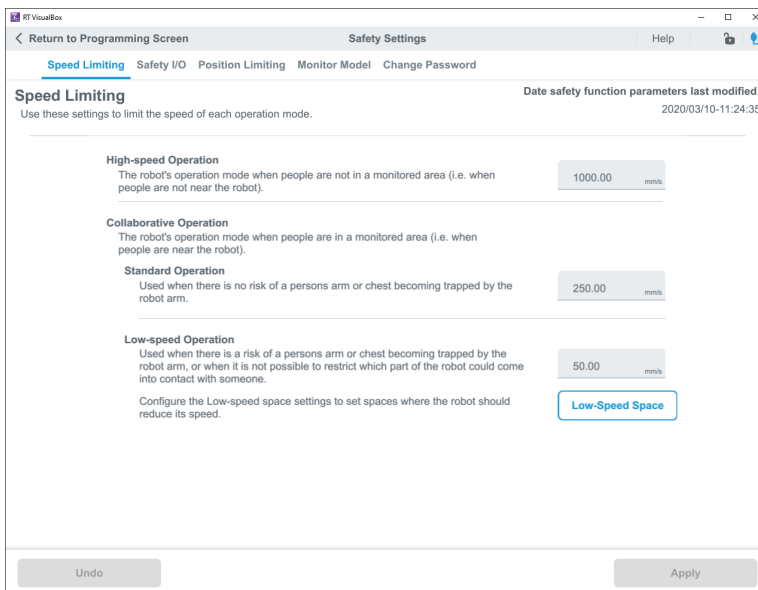 RT VisualBox
Return to Programming Screen
Safety Settings
Help
Speed Limiting Safety I/O Position Limiting Monitor Model Change Password
Speed Limiting
Date safety function parameters last modified:
Use these settings to limit the speed of each operation mode.
2020/03/10-11:24:35
High-speed Operation
The robot's operation mode when people are not in a monitored area (i.e. when
people are not near the robot).
1000.00 mm/s
Collaborative Operation
The robot's operation mode when people are in a monitored area (i.e. when
people are near the robot).
Standard Operation
Used when there is no risk of a persons arm or chest becoming trapped by the
robot arm.
250.00 mm/s
Low-speed Operation
Used when there is a risk of a persons arm or chest becoming trapped by the
robot arm, or when it is not possible to restrict which part of the robot could come
into contact with someone.
50.00 mm/s
Configure the Low-speed space settings to set spaces where the robot should
reduce its speed.
Low-Speed Space
Undo
Apply